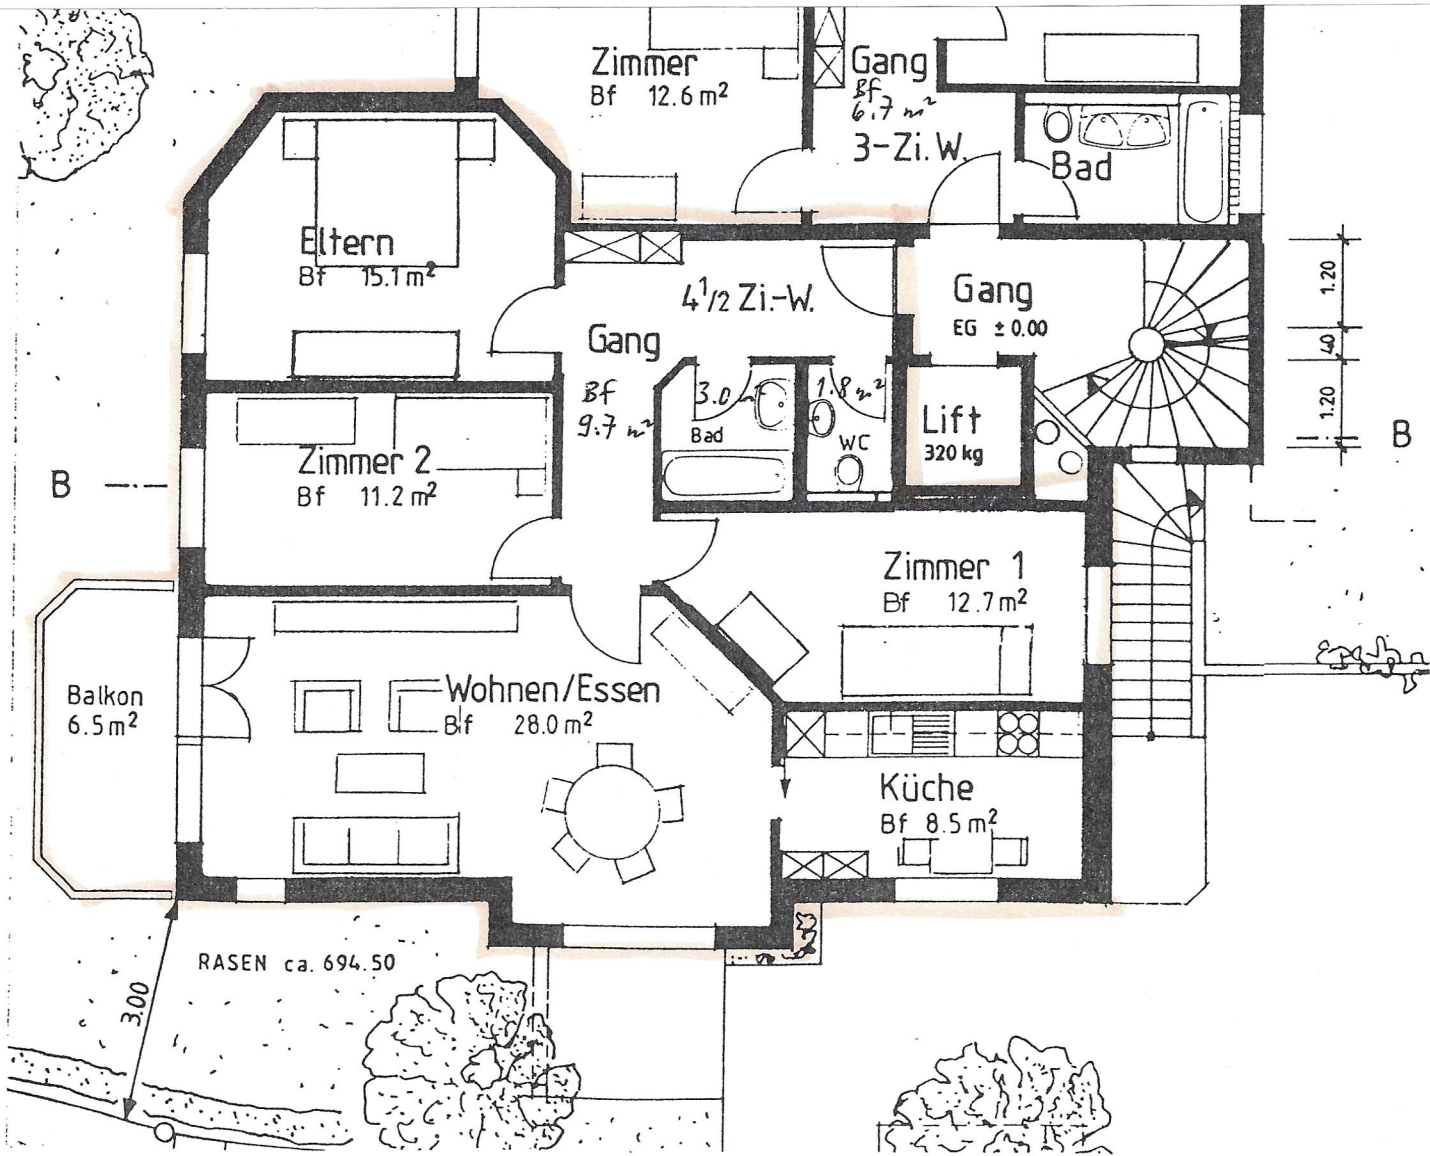 Zimmer
Bf 12.6 m²
Gang
Bf
6.7 m²
3-Zi.W.
Bad
Eltern
Bf 15.1 m²
4 1/2 Zi.-W.
Gang
EG ± 0.00
1.20
40
1.20
Gang
Bf
9.7 m²
3.0 m²
Bad
1.8 m²
WC
Lift
320 kg
B
B
Zimmer 2
Bf 11.2 m²
Zimmer 1
Bf 12.7 m²
Balkon
6.5 m²
Wohnen/Essen
Bf 28.0 m²
Küche
Bf 8.5 m²
RASEN ca. 694.50
3.00